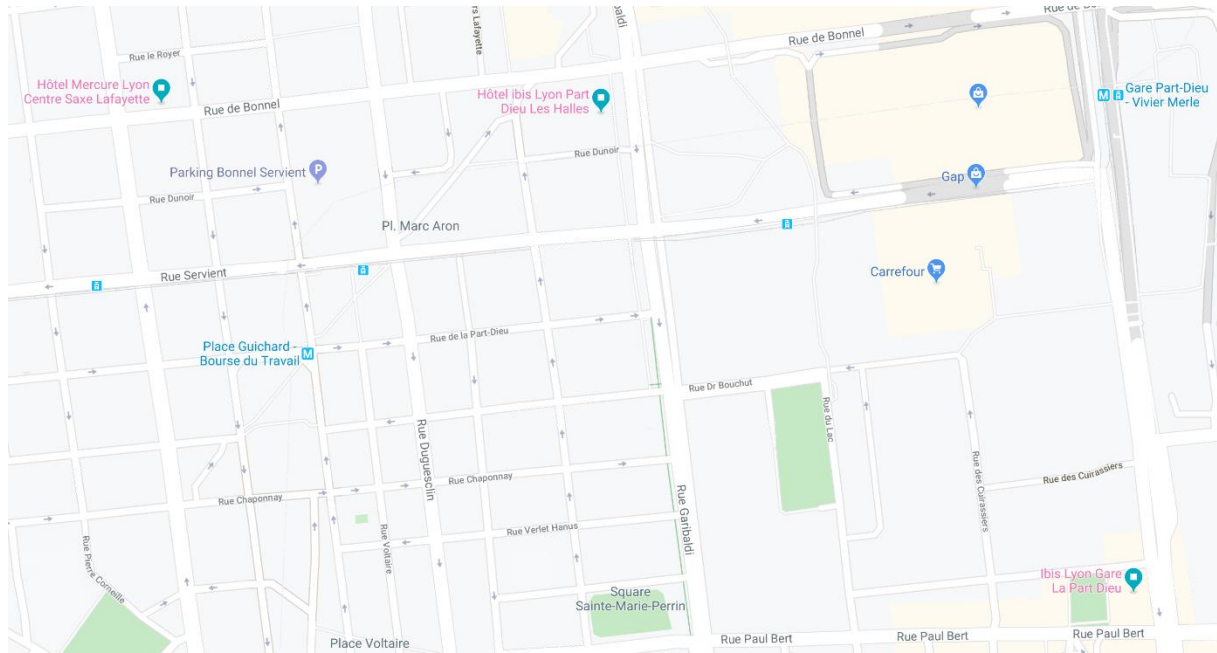 Rue de Bonnel
Rue le Royer
Hôtel Mercure Lyon
Centre Saxe Lafayette
Rue de Bonnel
Lafayette
Garibaldi
Hôtel ibis Lyon Part
Dieu Les Halles
Gare Part-Dieu
- Vivier Merle
M
Parking Bonnel Servient
P
Rue Dunoir
Rue Dunoir
Gap
Pl. Marc Aron
Rue Servient
Carrefour
Rue de la Part-Dieu
Place Guichard -
Bourse du Travail
M
Rue Dr Bouchut
Rue du Lac
Rue Duguesclin
Rue Chaponnay
Rue Chaponnay
Rue des Cuirassiers
Rue des Cuirassiers
Rue Garibaldi
Rue Verlet Hanus
Rue Voltaire
Rue Pierre Corneille
Ibis Lyon Gare
La Part Dieu
Square
Sainte-Marie-Perrin
Place Voltaire
Rue Paul Bert
Rue Paul Bert
Rue Paul Bert